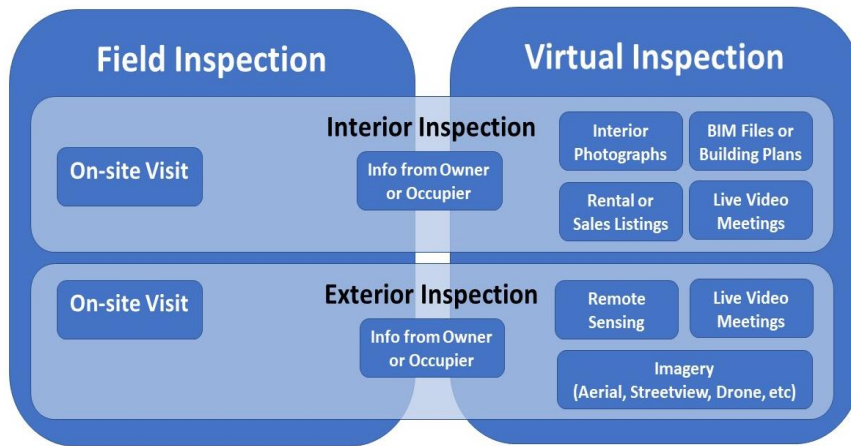 Field Inspection
Virtual Inspection
Interior Inspection
On-site Visit
Info from Owner
or Occupier
Interior
Photographs
BIM Files or
Building Plans
Rental or
Sales Listings
Live Video
Meetings
Exterior Inspection
On-site Visit
Info from Owner
or Occupier
Remote
Sensing
Live Video
Meetings
Imagery
(Aerial, Streetview, Drone, etc)